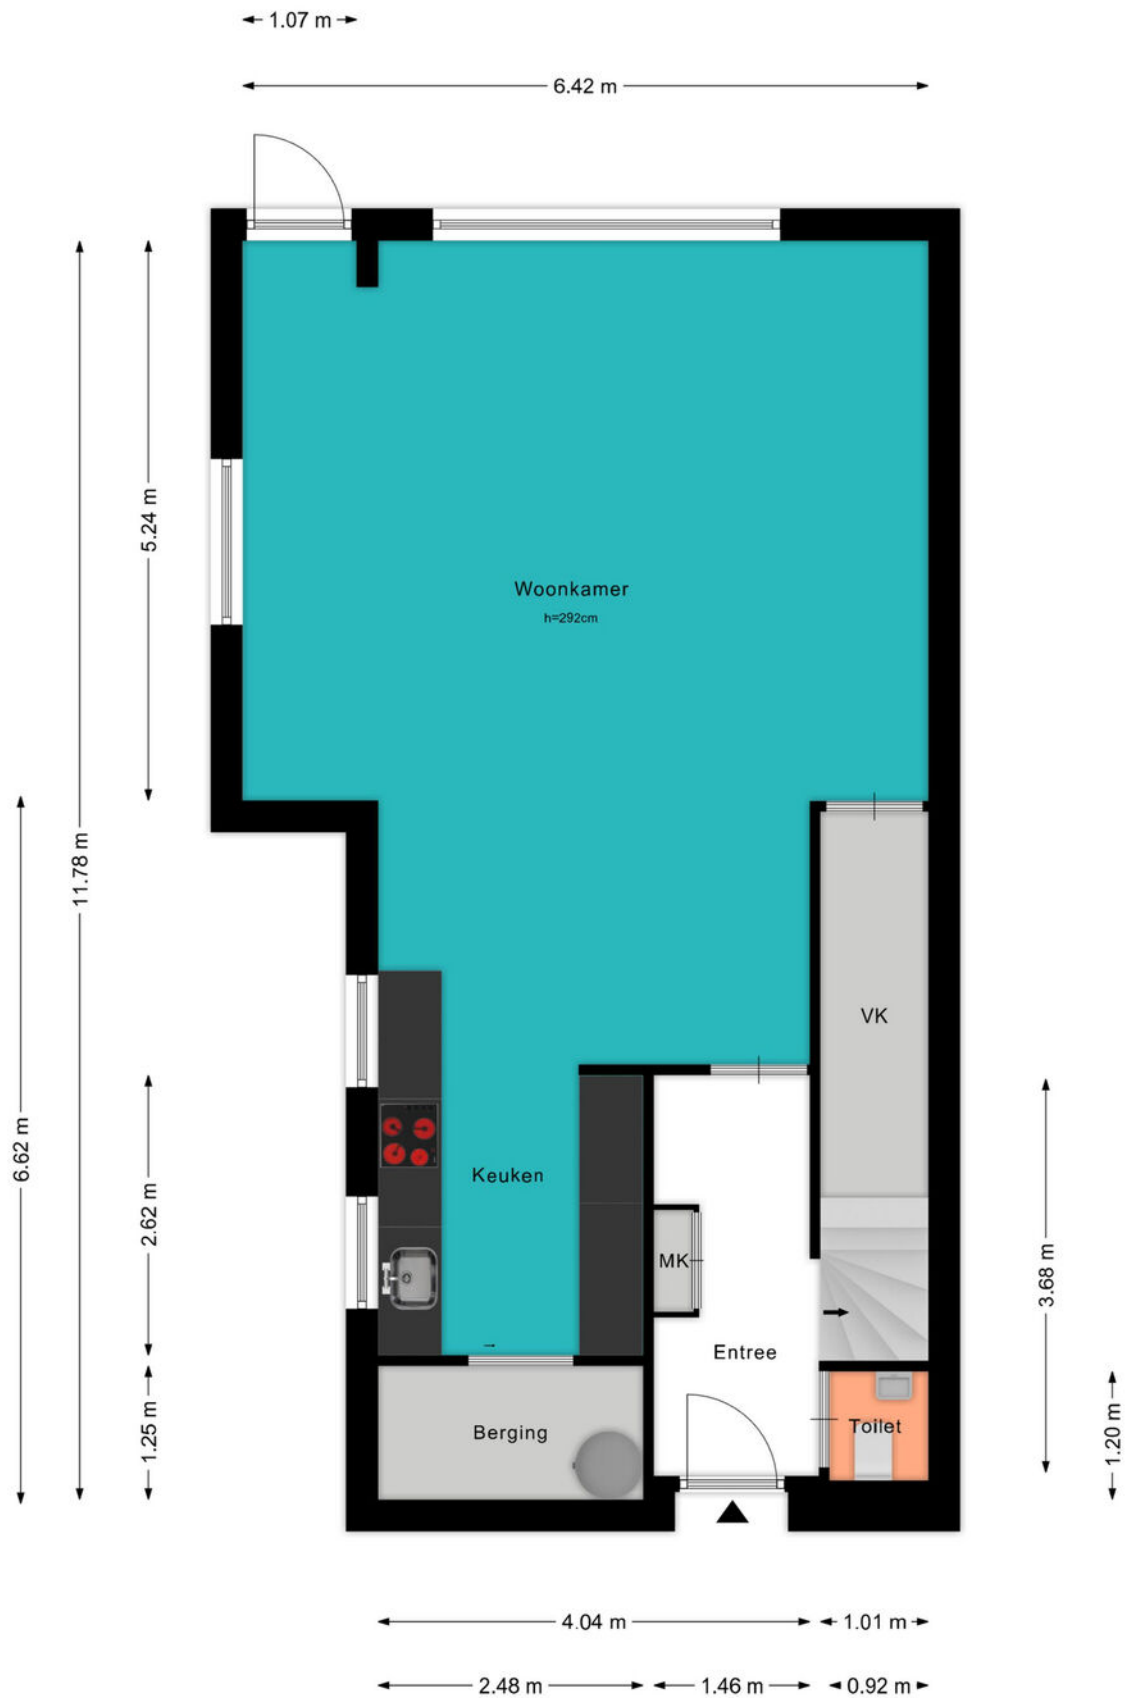 1.07 m
6.42 m
5.24 m
Woonkamer
h=292cm
11.78 m
VK
6.62 m
2.62 m
Keuken
MK
3.68 m
Entree
1.25 m
Berging
Toilet
1.20 m
4.04 m
1.01 m
2.48 m
1.46 m
0.92 m